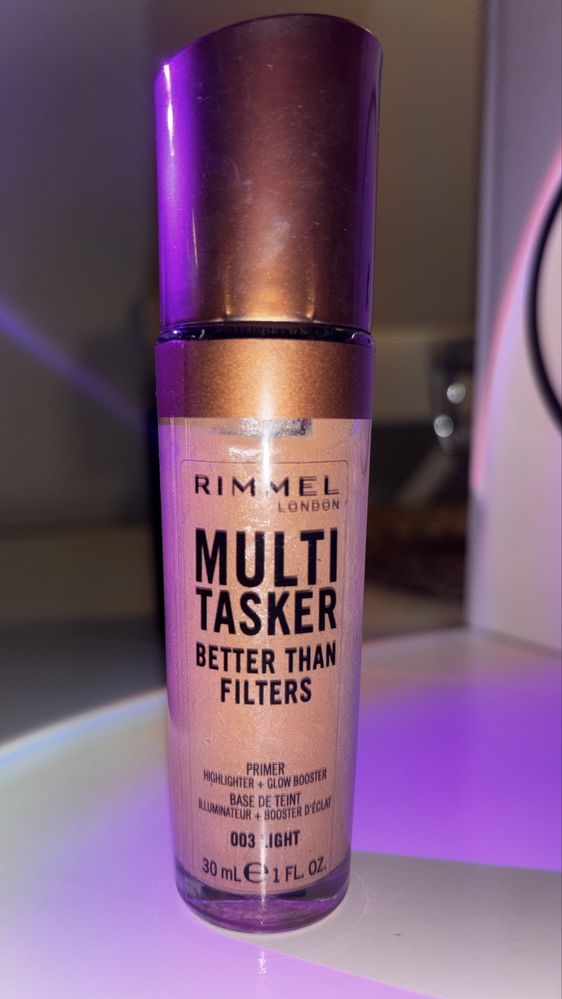 RIMMEL
LONDON
MULTI
TASKER
BETTER THAN
FILTERS
PRIMER
HIGHLIGHTER + GLOW BOOSTER
BASE DE TEINT
ILLUMINATEUR + BOOSTER D'ÉCLAT
003 LIGHT
30 mL ℮ 1 FL. OZ.